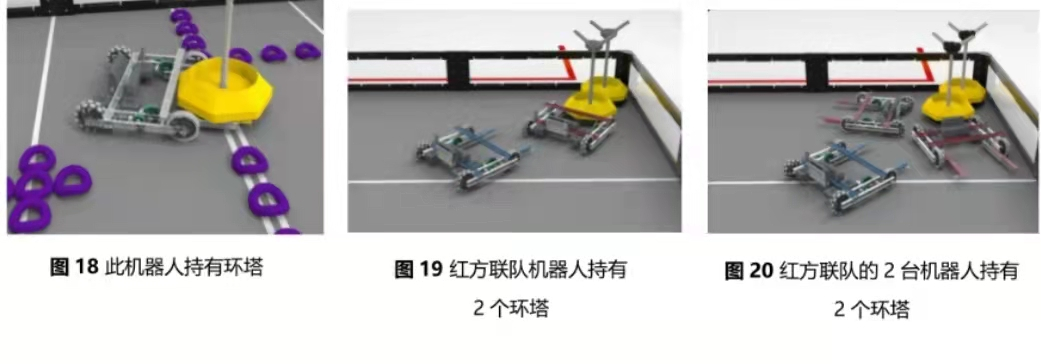 图 18 此机器人持有环塔
图 19 红方联队机器人持有
2 个环塔
图 20 红方联队的 2 台机器人持有
2 个环塔